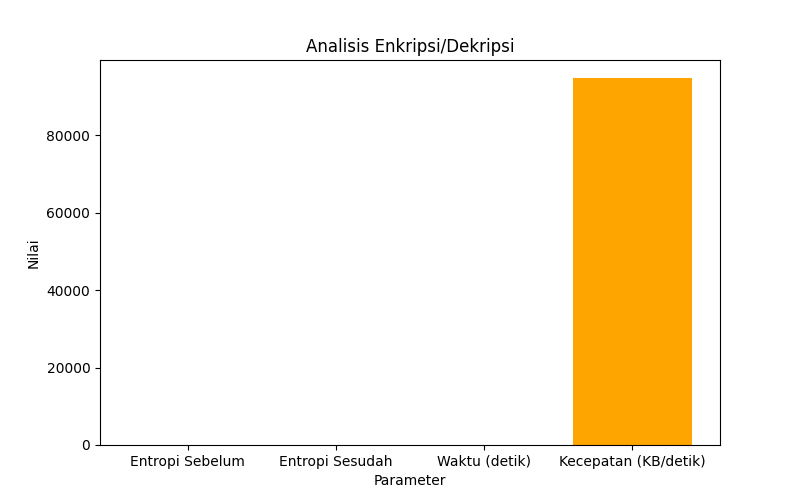 Analisis Enkripsi/Dekripsi
Nilai
80000
60000
40000
20000
0
Entropi Sebelum
Entropi Sesudah
Waktu (detik)
Kecepatan (KB/detik)
Parameter